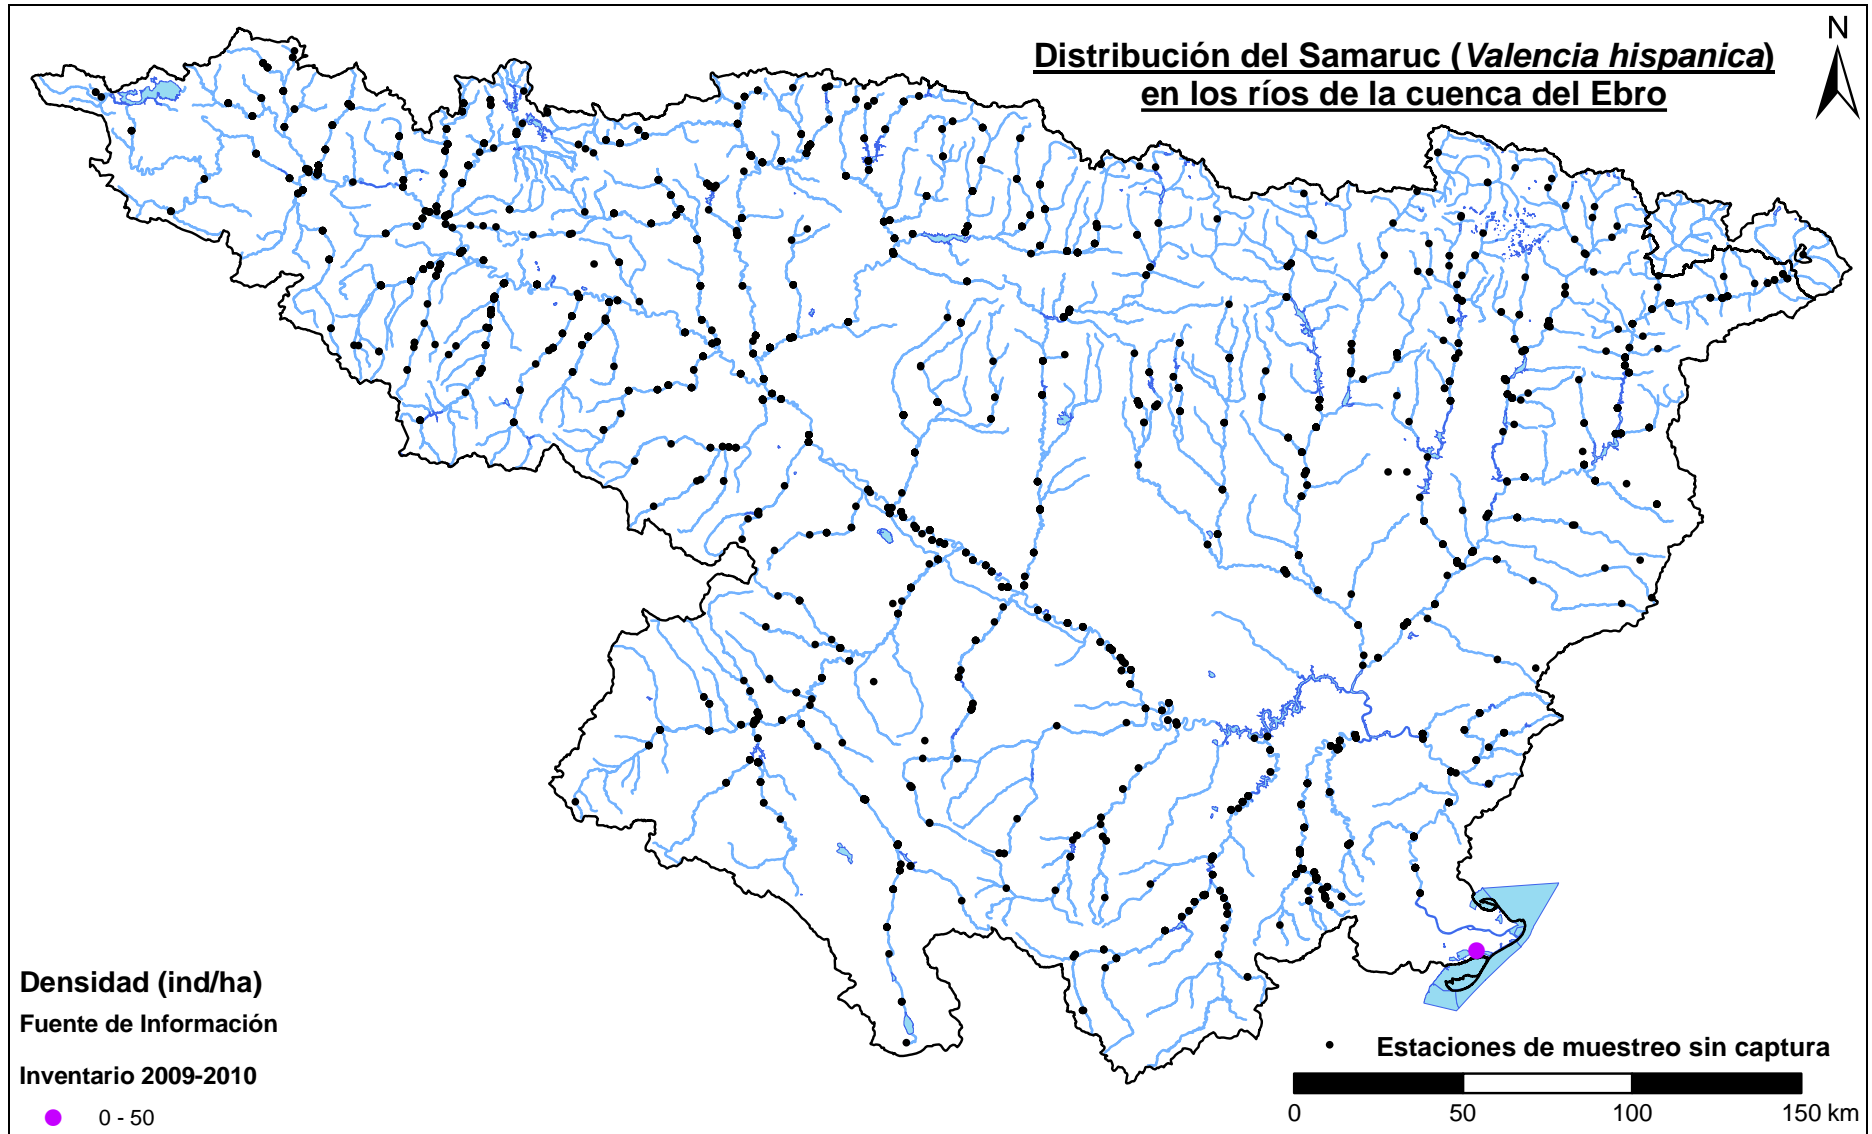 Distribución del Samaruc (Valencia hispanica)
en los ríos de la cuenca del Ebro
N
Densidad (ind/ha)
Fuente de Información
Inventario 2009-2010
0 - 50
Estaciones de muestreo sin captura
0 50 100 150 km